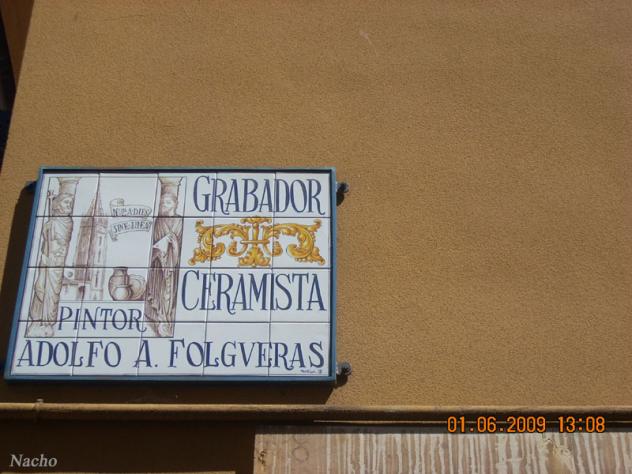 GRABADOR
CERAMISTA
PINTOR
ADOLFO A. FOLGVERAS
01.06.2009 13:08
Nacho